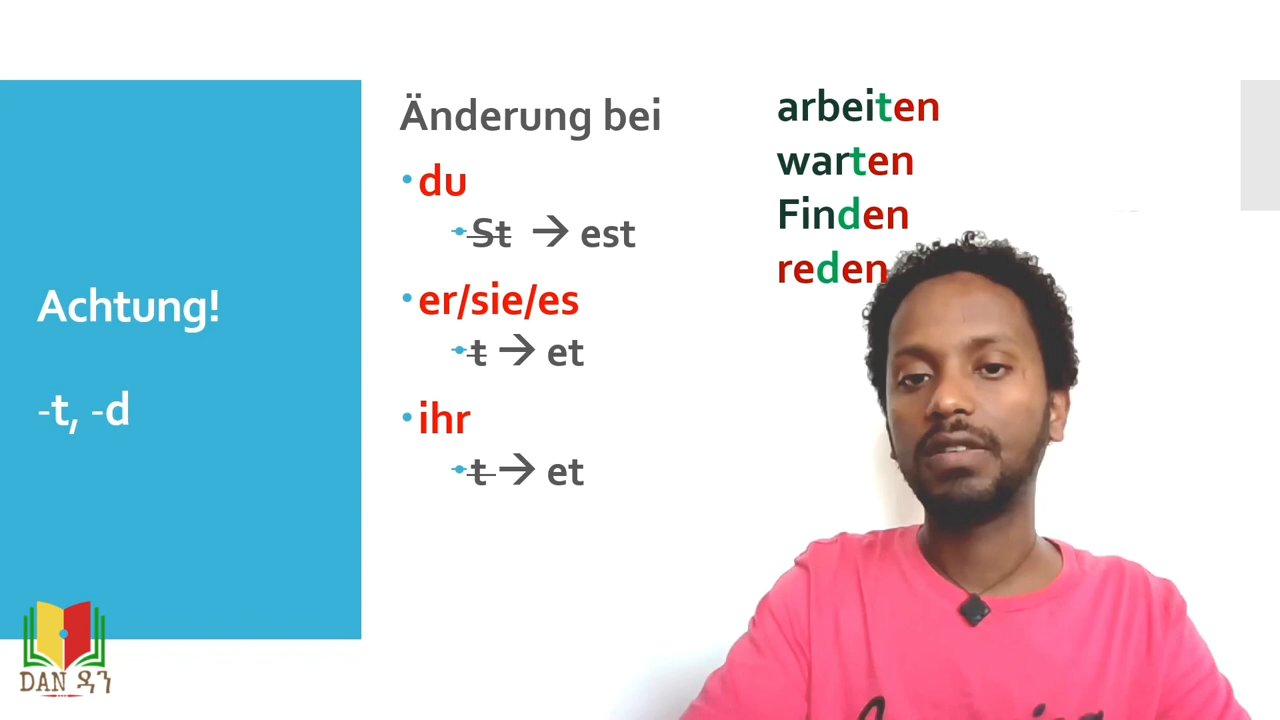 Achtung!
-t, -d
Änderung bei
• du
• St → est
• er/sie/es
• t → et
• ihr
• t → et
arbeiten
warten
Finden
reden
DAN ዳን